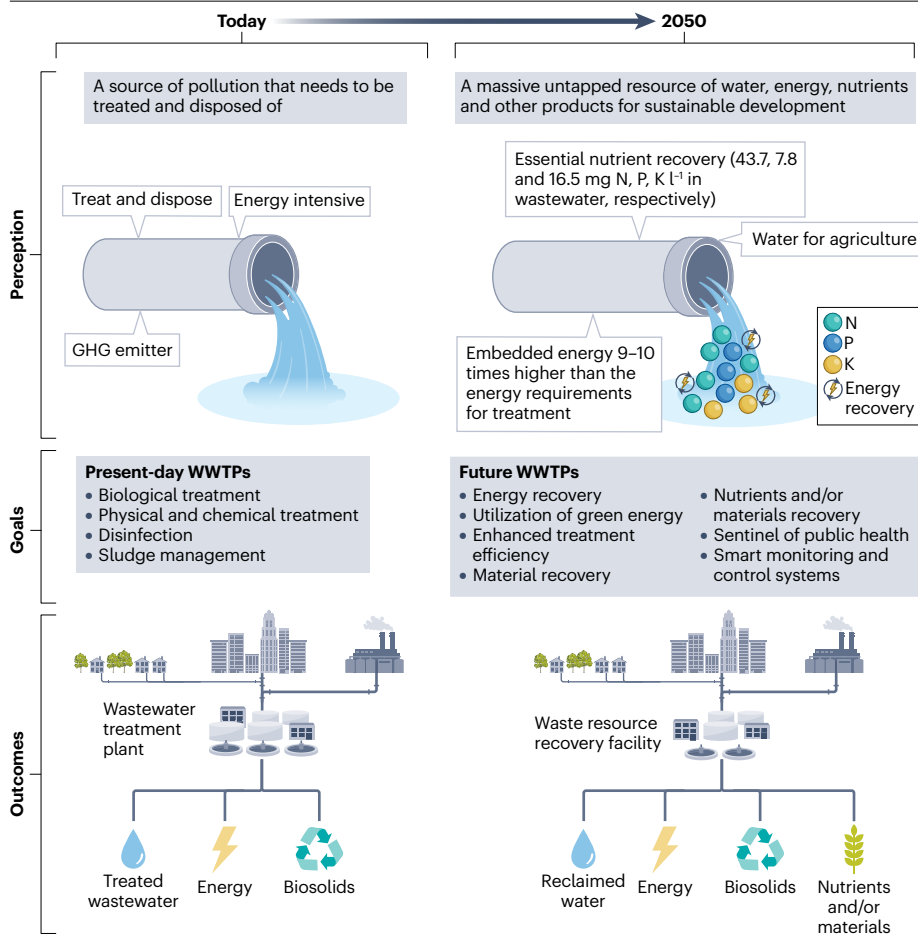 Today
2050
Perception
A source of pollution that needs to be
treated and disposed of
Treat and dispose
Energy intensive
GHG emitter
A massive untapped resource of water, energy, nutrients
and other products for sustainable development
Essential nutrient recovery (43.7, 7.8
and 16.5 mg N, P, K l⁻¹ in
wastewater, respectively)
Water for agriculture
Embedded energy 9–10
times higher than the
energy requirements
for treatment
N
P
K
Energy
recovery
Goals
Present-day WWTPs
• Biological treatment
• Physical and chemical treatment
• Disinfection
• Sludge management
Future WWTPs
• Energy recovery
• Utilization of green energy
• Enhanced treatment
efficiency
• Material recovery
• Nutrients and/or
materials recovery
• Sentinel of public health
• Smart monitoring and
control systems
Outcomes
Wastewater
treatment
plant
Treated
wastewater
Energy
Biosolids
Waste resource
recovery facility
Reclaimed
water
Energy
Biosolids
Nutrients
and/or
materials